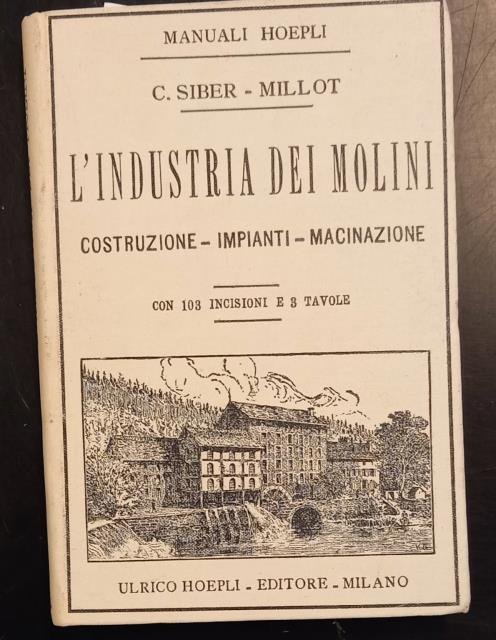 MANUALI HOEPLI
C. SIBER - MILLOT
L'INDUSTRIA DEI MOLINI
COSTRUZIONE - IMPIANTI - MACINAZIONE
CON 103 INCISIONI E 3 TAVOLE
ULRICO HOEPLI - EDITORE - MILANO